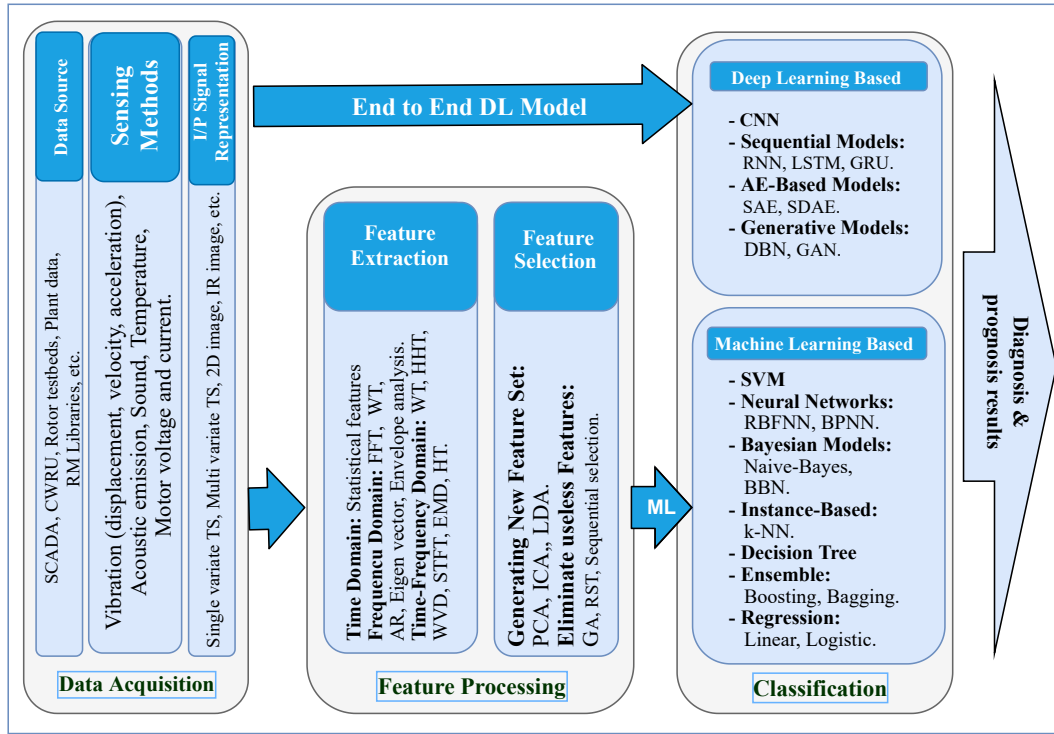 Data Source
SCADA, CWRU, Rotor testbeds, Plant data,
RM Libraries, etc.
Sensing
Methods
Vibration (displacement, velocity, acceleration),
Acoustic emission, Sound, Temperature,
Motor voltage and current.
I/P Signal
Representation
Single variate TS, Multi variate TS, 2D image, IR image, etc.
Data Acquisition
End to End DL Model
Feature
Extraction
Time Domain: Statistical features
Frequencu Domain: FFT, WT,
AR, Eigen vector, Envelope analysis.
Time-Frequency Domain: WT, HHT,
WVD, STFT, EMD, HT.
Feature
Selection
Generating New Feature Set:
PCA, ICA,, LDA.
Eliminate useless Features:
GA, RST, Sequential selection.
Feature Processing
ML
Deep Learning Based
- CNN
- Sequential Models:
RNN, LSTM, GRU.
- AE-Based Models:
SAE, SDAE.
- Generative Models:
DBN, GAN.
Machine Learning Based
- SVM
- Neural Networks:
RBFNN, BPNN.
- Bayesian Models:
Naive-Bayes,
BBN.
- Instance-Based:
k-NN.
- Decision Tree
- Ensemble:
Boosting, Bagging.
- Regression:
Linear, Logistic.
Classification
Diagnosis &
prognosis results